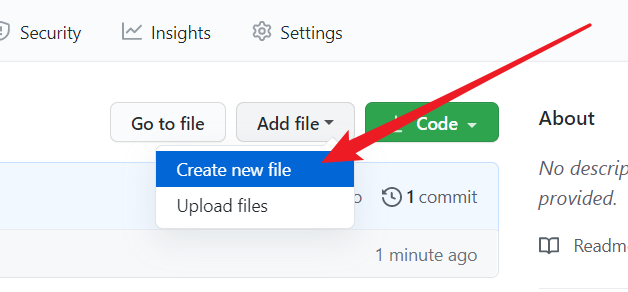 Security Insights Settings
Go to file Add file Code About
Create new file
No descrip
1 commit
provided.
Upload files
1 minute ago
Readme